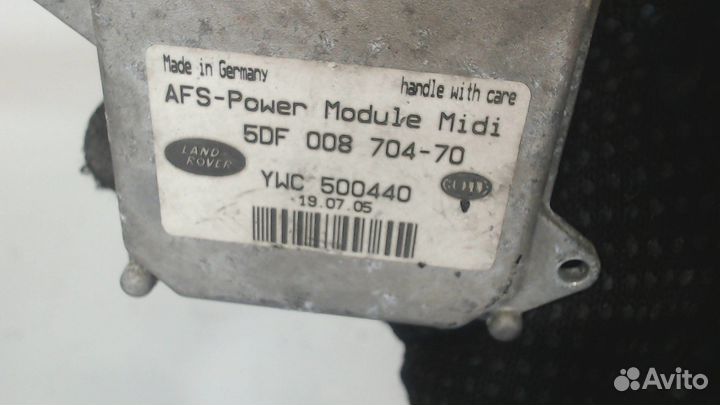 Made in Germany
handle with care
AFS-Power Module Midi
5DF 008 704-70
LAND
ROVER
YWC 500440
19.07.05
Avito